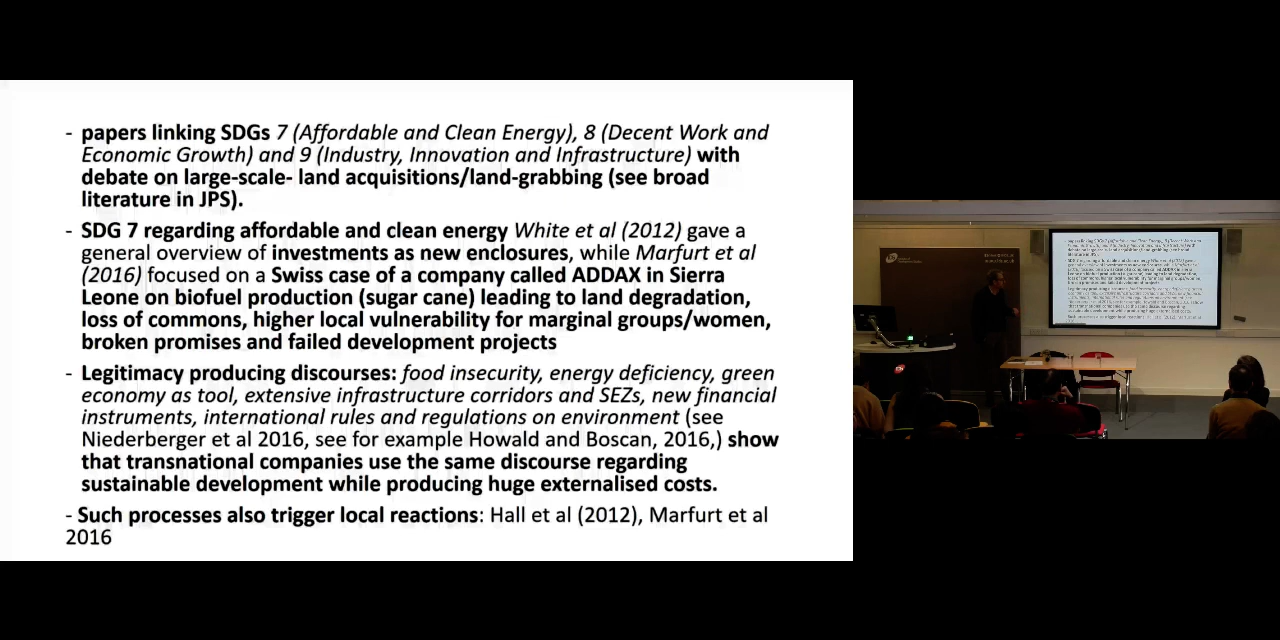 - papers linking SDGs 7 (Affordable and Clean Energy), 8 (Decent Work and
Economic Growth) and 9 (Industry, Innovation and Infrastructure) with
debate on large-scale- land acquisitions/land-grabbing (see broad
literature in JPS).
- SDG 7 regarding affordable and clean energy White et al (2012) gave a
general overview of investments as new enclosures, while Marfurt et al
(2016) focused on a Swiss case of a company called ADDAX in Sierra
Leone on biofuel production (sugar cane) leading to land degradation,
loss of commons, higher local vulnerability for marginal groups/women,
broken promises and failed development projects
- Legitimacy producing discourses: food insecurity, energy deficiency, green
economy as tool, extensive infrastructure corridors and SEZs, new financial
instruments, international rules and regulations on environment (see
Niederberger et al 2016, see for example Howald and Boscan, 2016,) show
that transnational companies use the same discourse regarding
sustainable development while producing huge externalised costs.
- Such processes also trigger local reactions: Hall et al (2012), Marfurt et al
2016